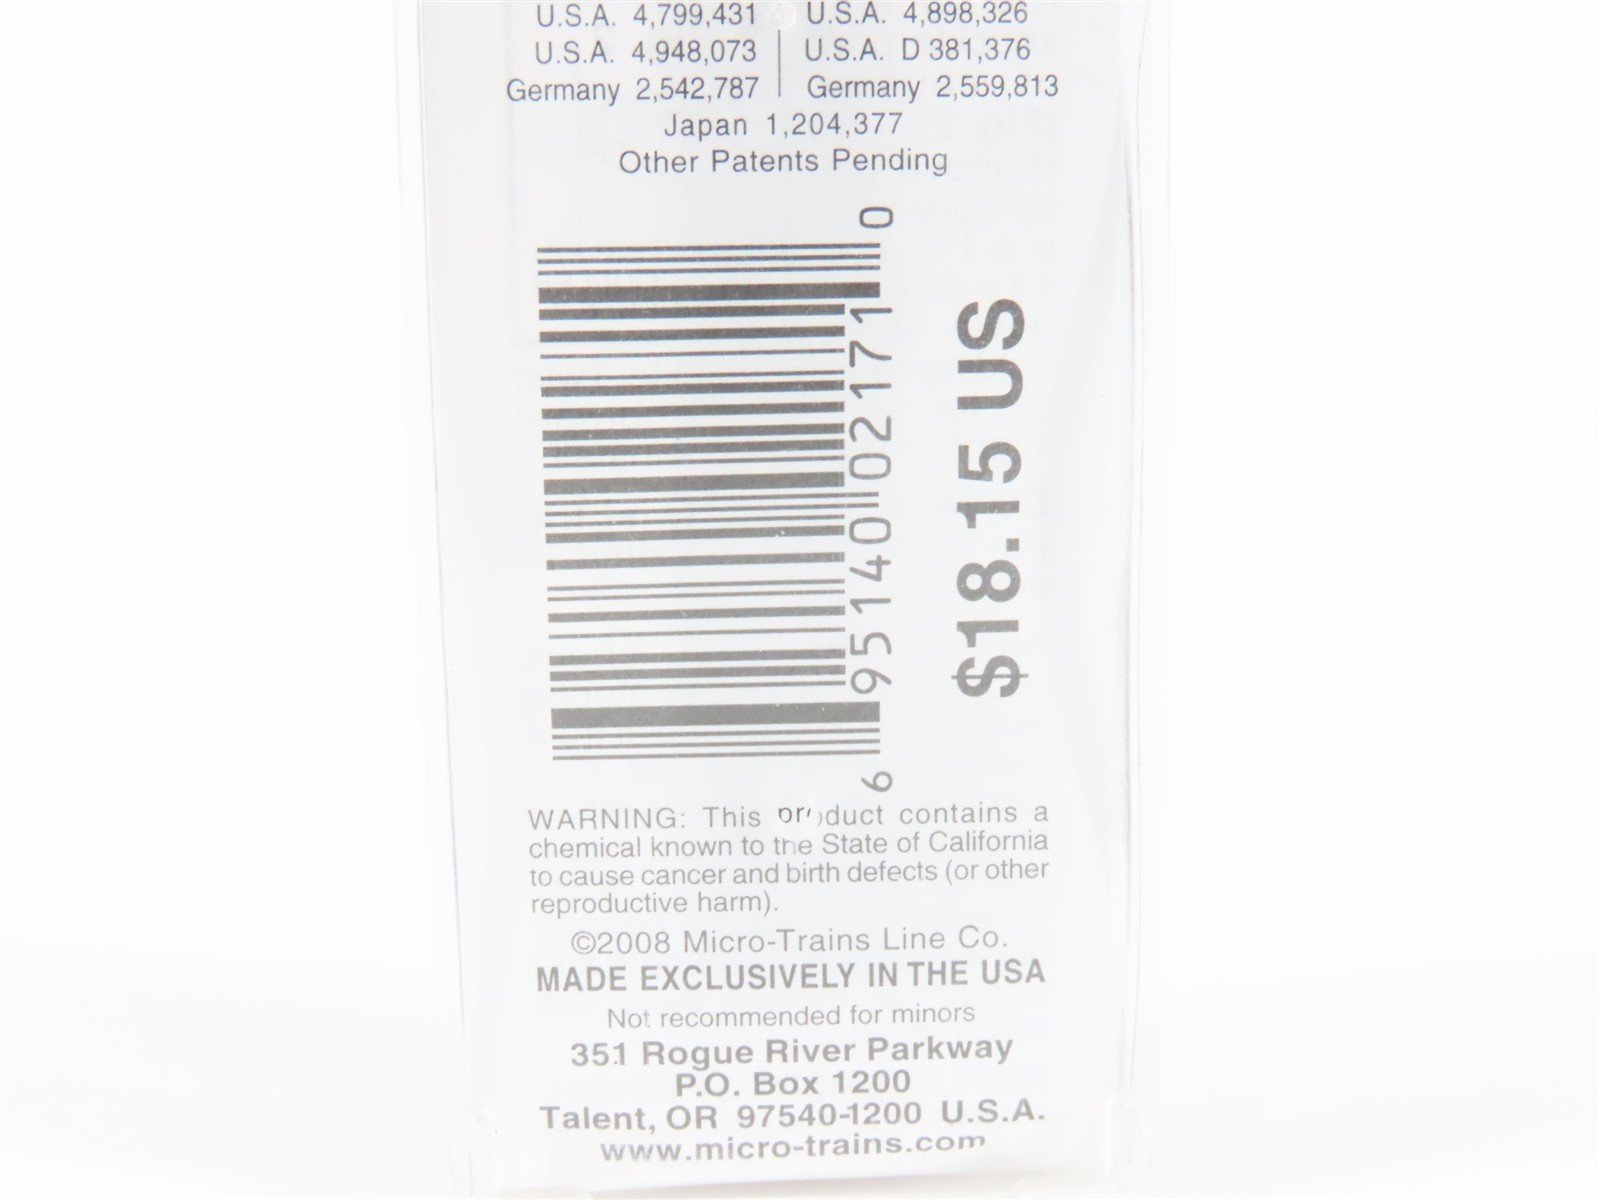 U.S.A. 4,799,431 U.S.A. 4,898,326
U.S.A. 4,948,073 U.S.A. D 381,376
Germany 2,542,787 Germany 2,559,813
Japan 1,204,377
Other Patents Pending
6 95140 02171 0
$18.15 US
WARNING: This product contains a
chemical known to the State of California
to cause cancer and birth defects (or other
reproductive harm).
©2008 Micro-Trains Line Co.
MADE EXCLUSIVELY IN THE USA
Not recommended for minors
351 Rogue River Parkway
P.O. Box 1200
Talent, OR 97540-1200 U.S.A.
www.micro-trains.com